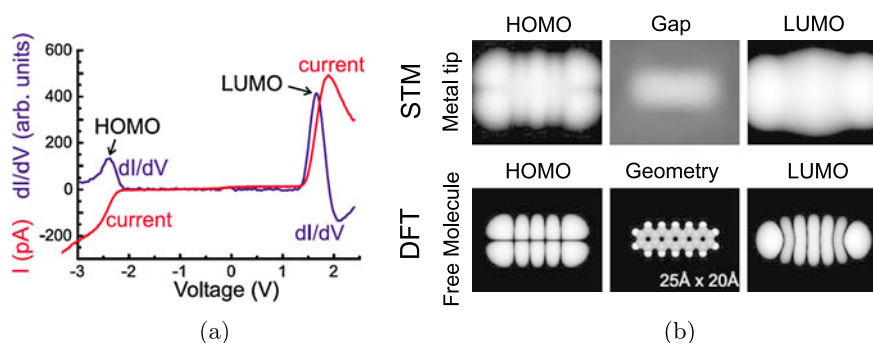 (a)
dI/dV (arb. units)
I (pA)
600
400
200
0
-200
HOMO
dI/dV
current
LUMO
current
dI/dV
-3
-2
-1
0
1
2
Voltage (V)
(a)
(b)
HOMO
Gap
LUMO
STM
Metal tip
HOMO
Geometry
LUMO
DFT
Free Molecule
25Å x 20Å
(b)